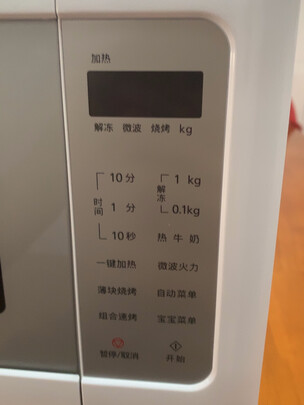 加热
解冻 微波 烧烤 kg
10分 1 kg
时间 1分 解冻 0.1kg
10秒 热牛奶
一键加热 微波火力
薄块烧烤 自动菜单
组合速烤 宝宝菜单
暂停/取消 开始